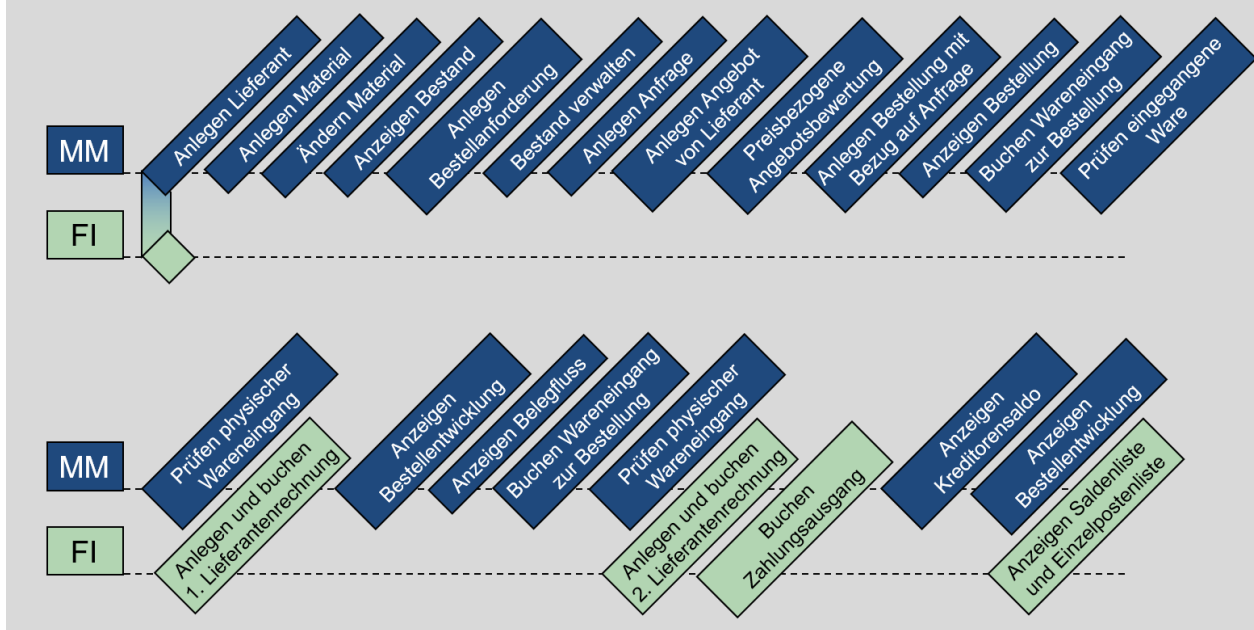 MM
Anlegen Lieferant
Anlegen Material
Ändern Material
Anzeigen Bestand
Anlegen
Bestellanforderung
Bestand verwalten
Anlegen Anfrage
Anlegen Angebot
von Lieferant
Preisbezogene
Angebotsbewertung
Anlegen Bestellung mit
Bezug auf Anfrage
Anzeigen Bestellung
Buchen Wareneingang
zur Bestellung
Prüfen eingegangene
Ware
FI
MM
Prüfen physischer
Wareneingang
Anzeigen
Bestellentwicklung
Anzeigen Belegfluss
Buchen Wareneingang
zur Bestellung
Prüfen physischer
Wareneingang
Anzeigen
Kreditorensaldo
Anzeigen
Bestellentwicklung
FI
Anlegen und buchen
1. Lieferantenrechnung
Anlegen und buchen
2. Lieferantenrechnung
Buchen
Zahlungsausgang
Anzeigen Saldenliste
und Einzelpostenliste